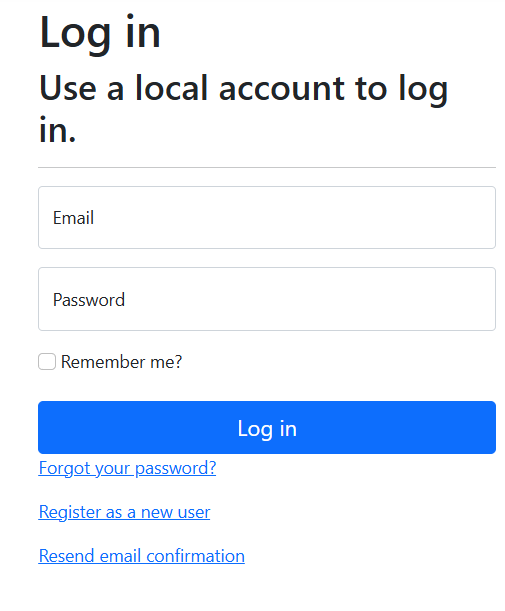 Log in
Use a local account to log
in.
Email
Password
Remember me?
Log in
Forgot your password?
Register as a new user
Resend email confirmation